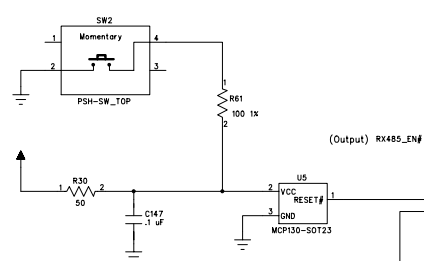 SW2
1
Momentary
4
2
3
PSH-SW_TOP
1
R61
100 1%
2
(Output) RX485_EN#
R30
1
2
50
U5
2
VCC
RESET#
1
3
GND
C147
.1 uF
MCP130-SOT23